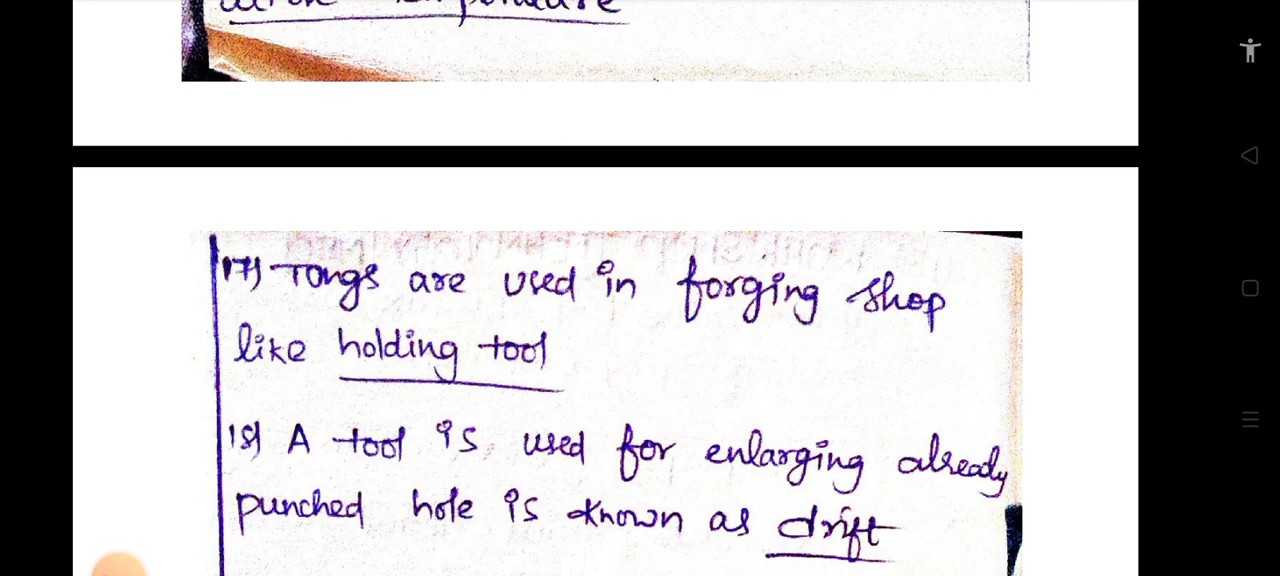 17) Tongs are used in forging shop
like holding tool
18) A tool is used for enlarging already
punched hole is known as drift